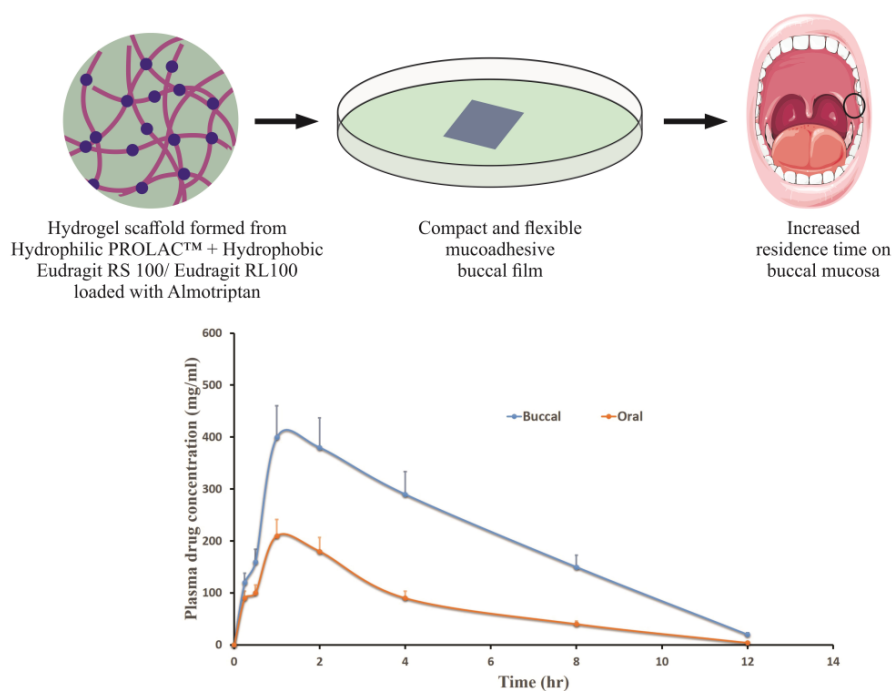 Hydrogel scaffold formed from
Hydrophilic PROLAC™ + Hydrophobic
Eudragit RS 100/ Eudragit RL100
loaded with Almotriptan
Compact and flexible
mucoadhesive
buccal film
Increased
residence time on
buccal mucosa
Plasma drug concentration (mg/ml)
600
500
400
300
200
100
0
Buccal
Oral
0
2
4
6
8
10
12
14
Time (hr)